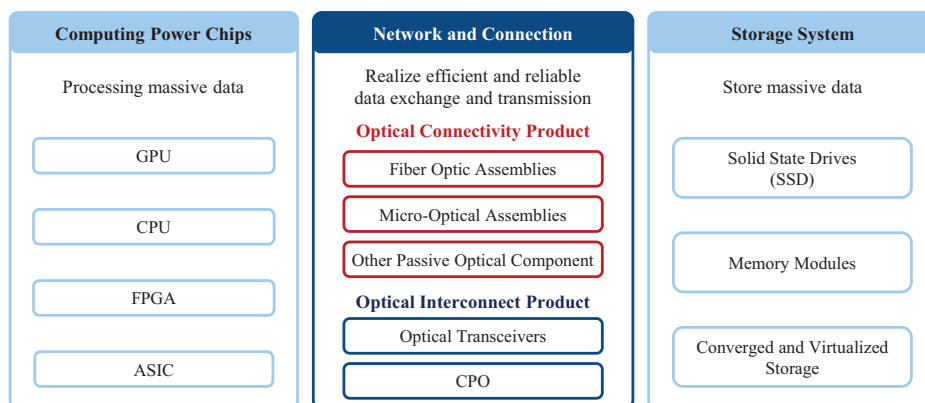 Computing Power Chips
Processing massive data
GPU
CPU
FPGA
ASIC
Network and Connection
Realize efficient and reliable
data exchange and transmission
Optical Connectivity Product
Fiber Optic Assemblies
Micro-Optical Assemblies
Other Passive Optical Component
Optical Interconnect Product
Optical Transceivers
CPO
Storage System
Store massive data
Solid State Drives
(SSD)
Memory Modules
Converged and Virtualized
Storage